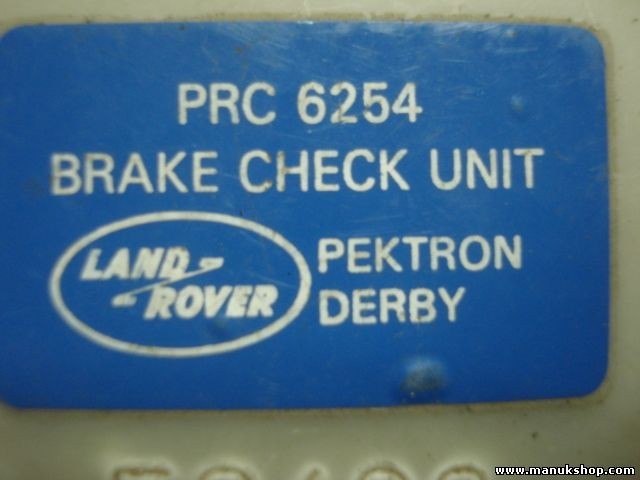 PRC 6254
BRAKE CHECK UNIT
LAND
ROVER
PEKTRON
DERBY
www.manukshop.com